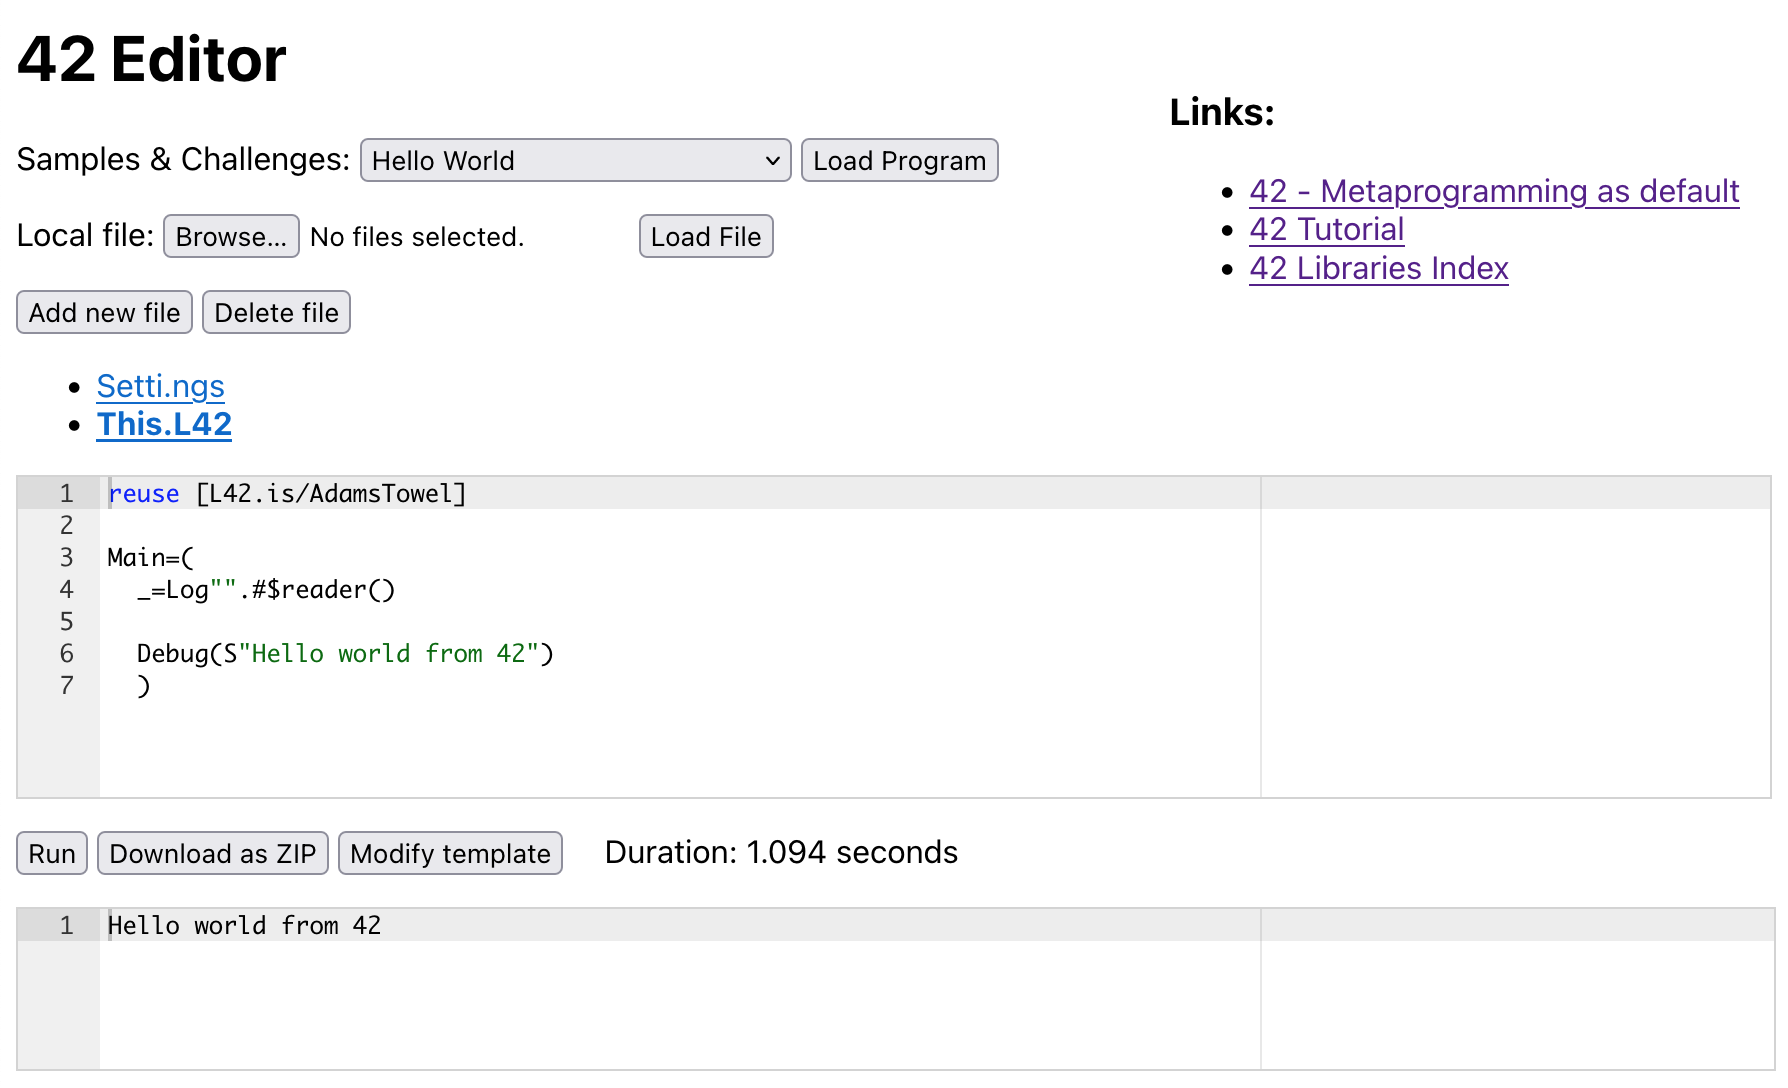 42 Editor
Links:
Samples & Challenges: Hello World Load Program
42 - Metaprogramming as default
Local file: Browse... No files selected. Load File
42 Tutorial
42 Libraries Index
Add new file Delete file
Setti.ngs
This.L42
1 reuse [L42.is/AdamsTowel]
2
3 Main=(
4 _=Log"".#$reader()
5
6 Debug(S"Hello world from 42")
7 )
Run Download as ZIP Modify template Duration: 1.094 seconds
1 Hello world from 42